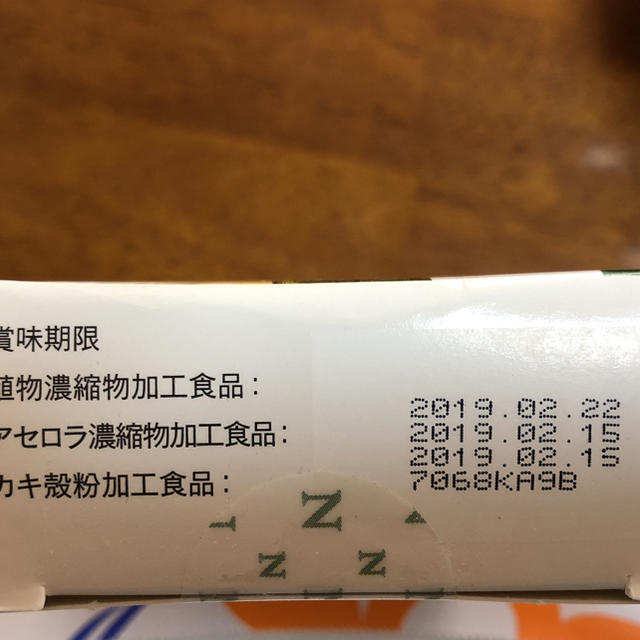 賞味期限
植物濃縮物加工食品：
アセロラ濃縮物加工食品：
カキ殻粉加工食品：
2019.02.22
2019.02.15
2019.02.15
7068KA9B
N
N
N